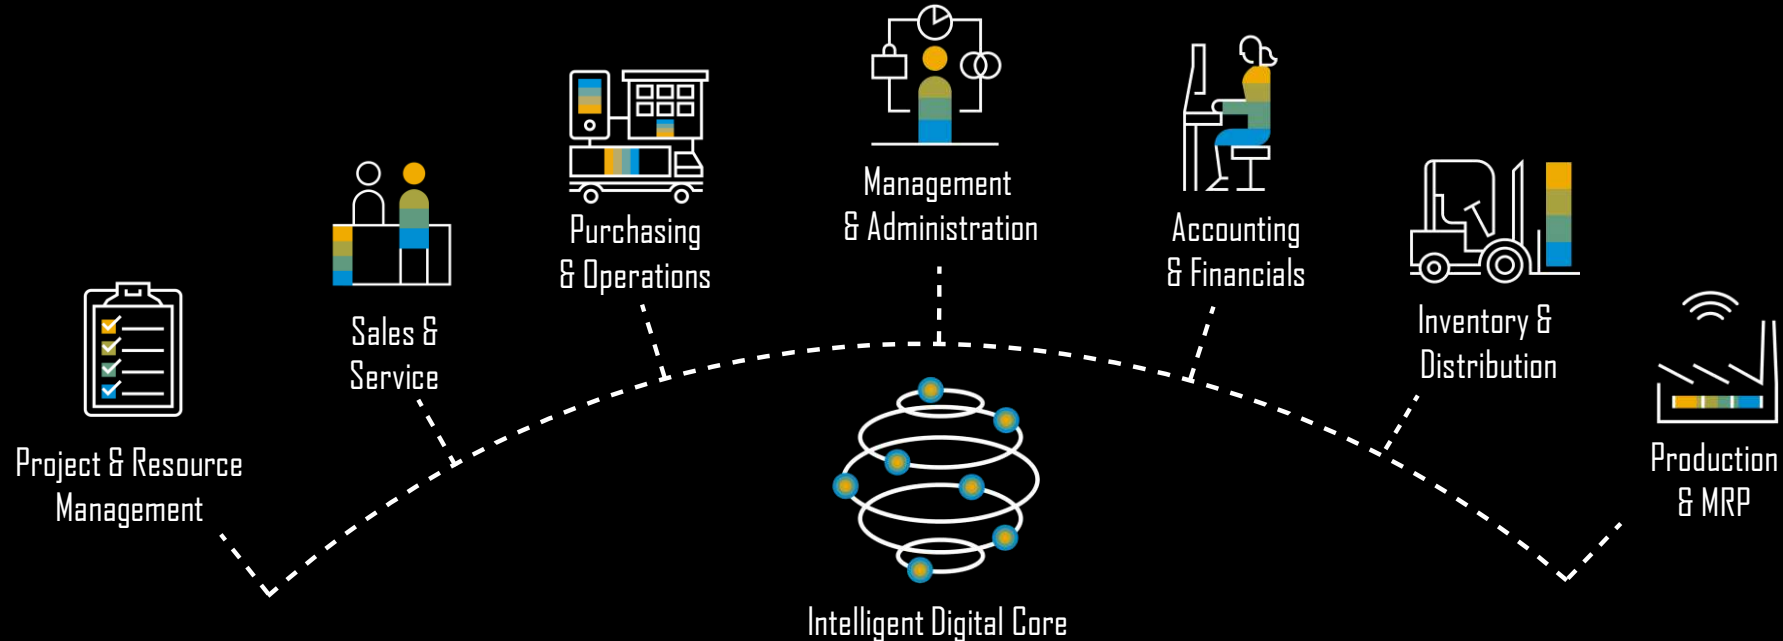 Project & Resource
Management
Sales &
Service
Purchasing
& Operations
Management
& Administration
Accounting
& Financials
Inventory &
Distribution
Production
& MRP
Intelligent Digital Core